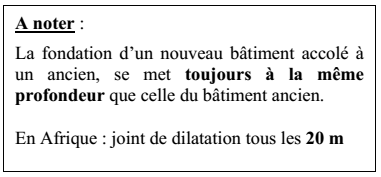 A noter :
La fondation d’un nouveau bâtiment accolé à
un ancien, se met toujours à la même
profondeur que celle du bâtiment ancien.
En Afrique : joint de dilatation tous les 20 m